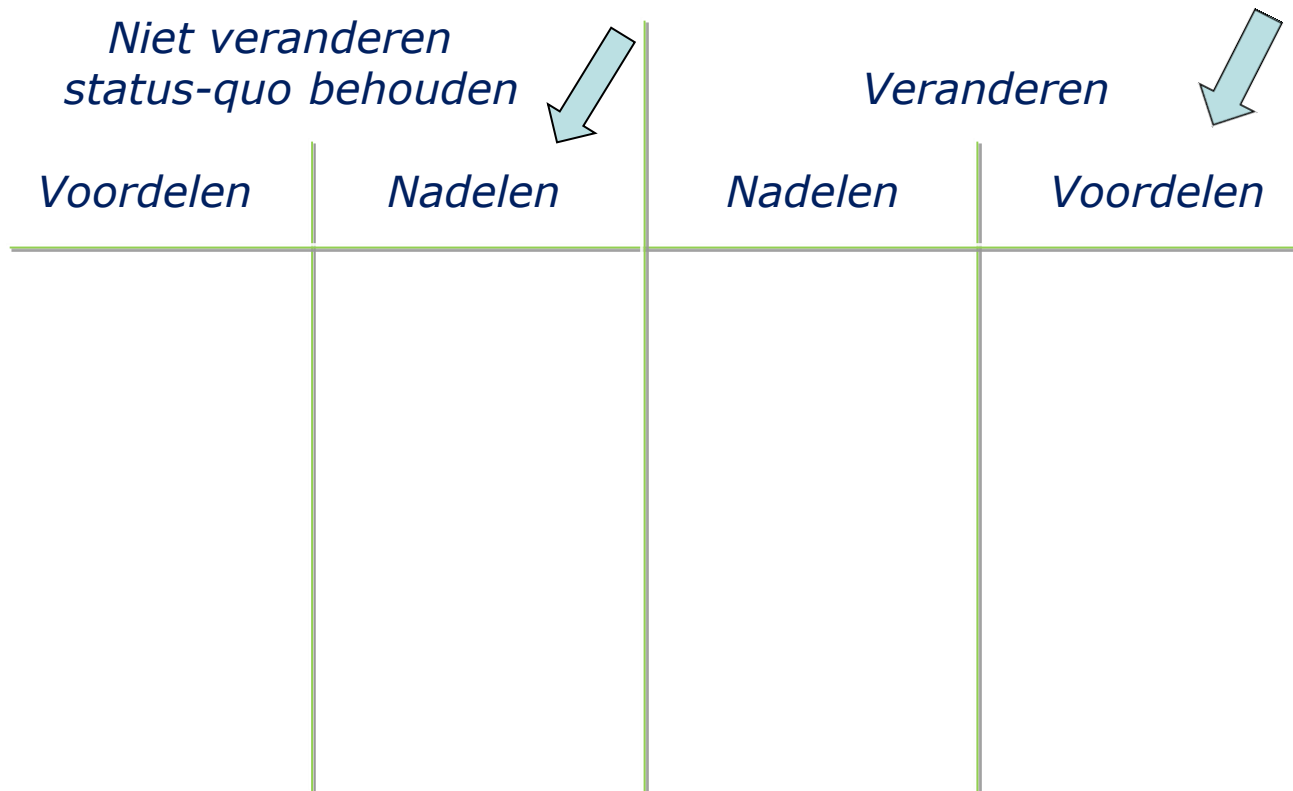 Niet veranderen
status-quo behouden
Veranderen
Voordelen
Nadelen
Nadelen
Voordelen